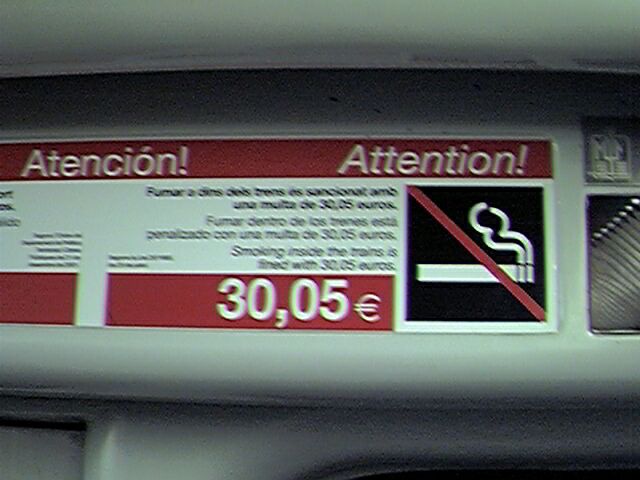 Atención! Attention!
ort
os.
Fumar a dins dels trens és sancionat amb
una multa de 30,05 euros.
Fumar dentro de los trenes está
penalizado con una multa de 30,05 euros.
Smoking inside the trains is
fined with 30,05 euros.
30,05 €